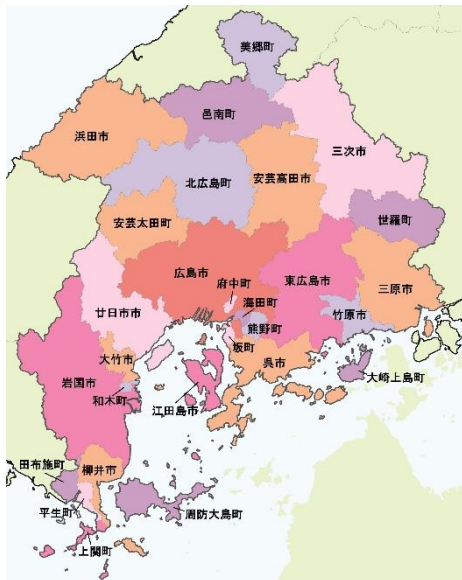 美郷町
邑南町
浜田市
三次市
北広島町
安芸高田市
世羅町
安芸太田町
広島市
東広島市
三原市
府中町
廿日市市
海田町
竹原市
熊野町
坂町
大竹市
呉市
大崎上島町
岩国市
和木町
江田島市
田布施町
柳井市
平生町
周防大島町
上関町